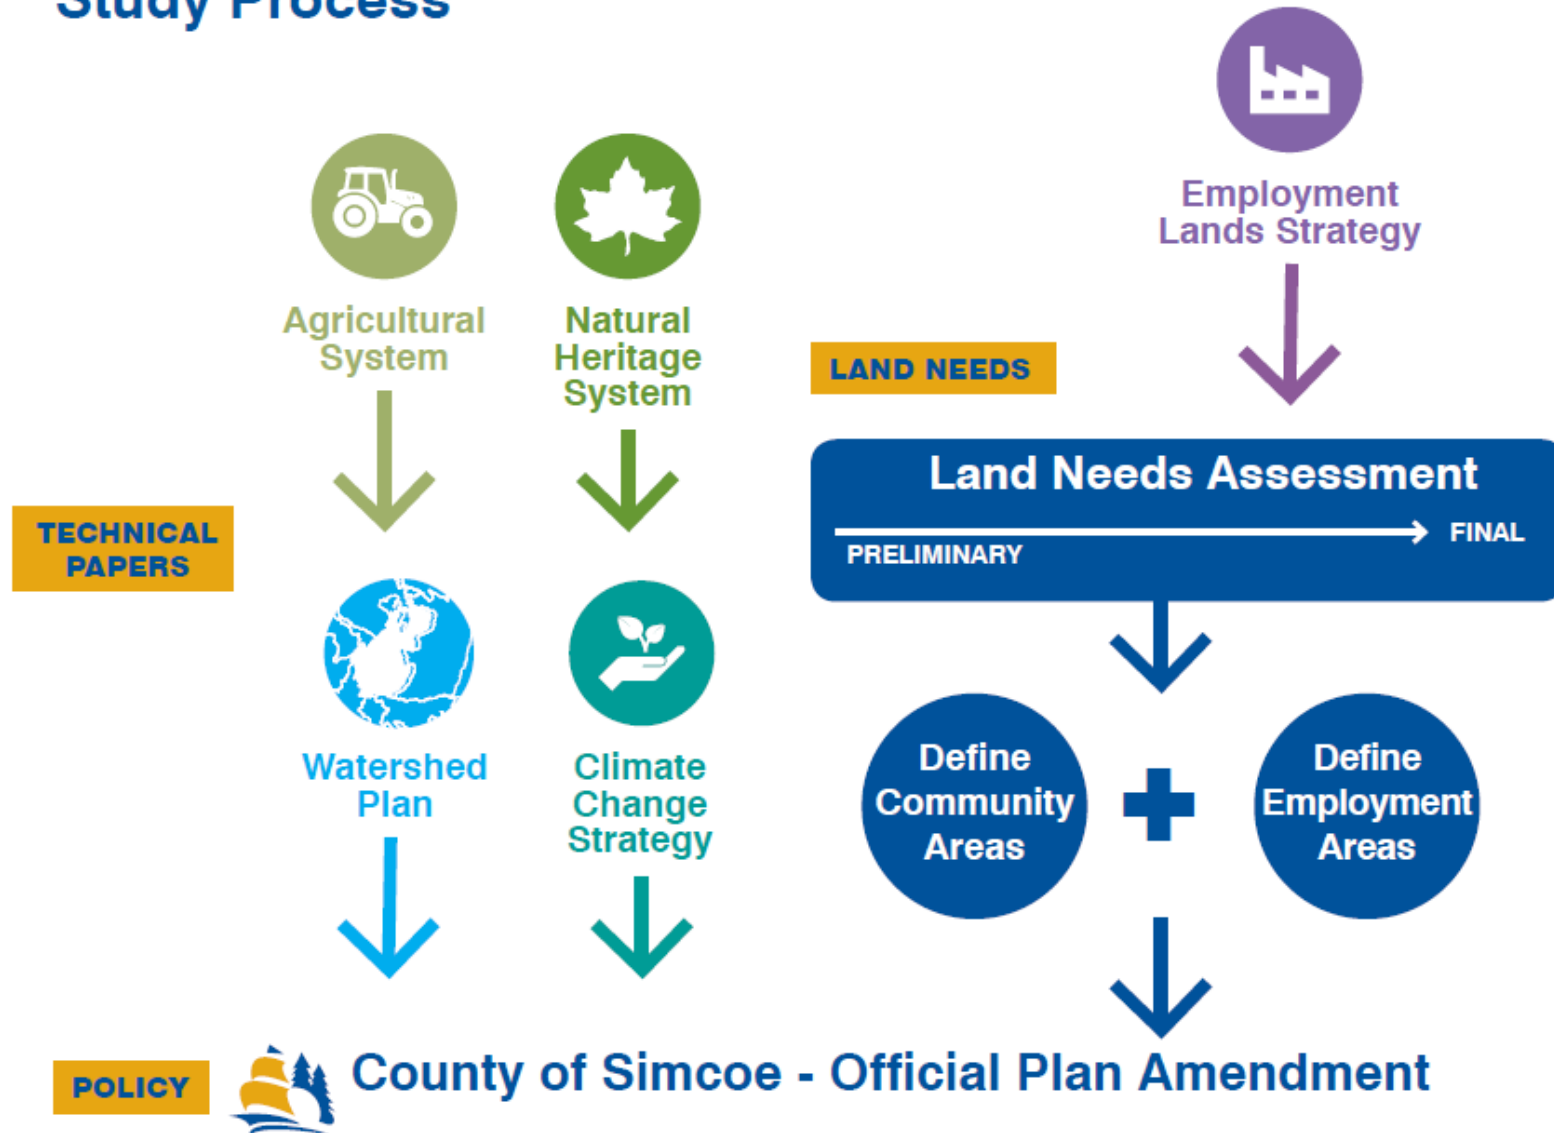 Study Process
Employment
Lands Strategy
Agricultural
System
Natural
Heritage
System
LAND NEEDS
Land Needs Assessment
PRELIMINARY
FINAL
TECHNICAL
PAPERS
Watershed
Plan
Climate
Change
Strategy
Define
Community
Areas
+
Define
Employment
Areas
POLICY
County of Simcoe - Official Plan Amendment